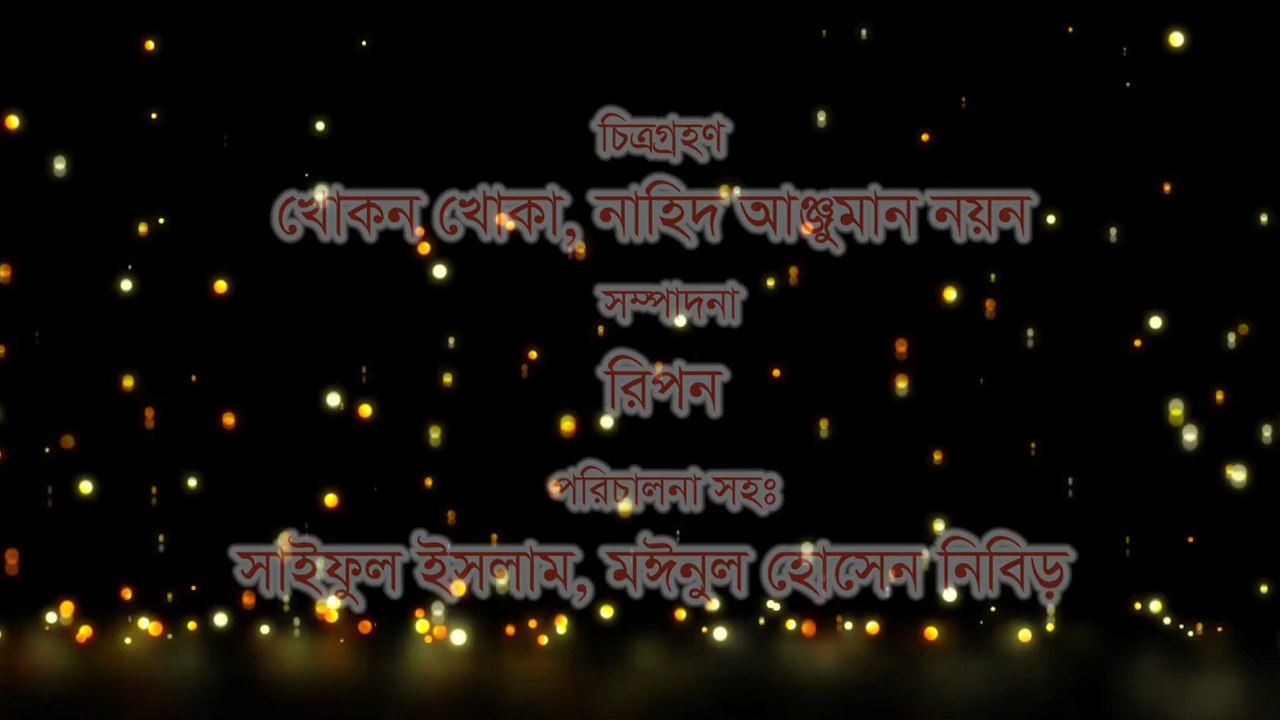 চিত্রগ্রহণ
খোকন খোকা, নাহিদ আঞ্জুমান নয়ন
সম্পাদনা
রিপন
পরিচালনা সহঃ
সাইফুল ইসলাম, মঈনুল হোসেন নিবিড়